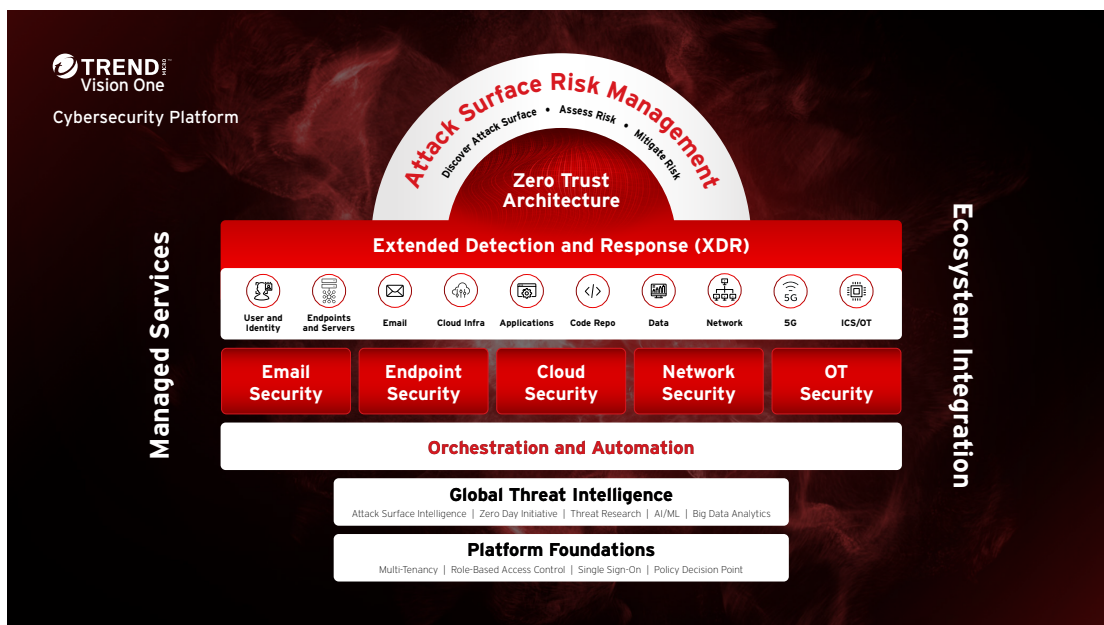 TREND MICRO™
Vision One
Cybersecurity Platform
Attack Surface Risk Management
Discover Attack Surface • Assess Risk • Mitigate Risk
Zero Trust
Architecture
Managed Services
Ecosystem Integration
Extended Detection and Response (XDR)
User and
Identity
Endpoints
and Servers
Email
Cloud Infra
Applications
Code Repo
Data
Network
5G
5G
ICS/OT
Email
Security
Endpoint
Security
Cloud
Security
Network
Security
OT
Security
Orchestration and Automation
Global Threat Intelligence
Attack Surface Intelligence | Zero Day Initiative | Threat Research | AI/ML | Big Data Analytics
Platform Foundations
Multi-Tenancy | Role-Based Access Control | Single Sign-On | Policy Decision Point